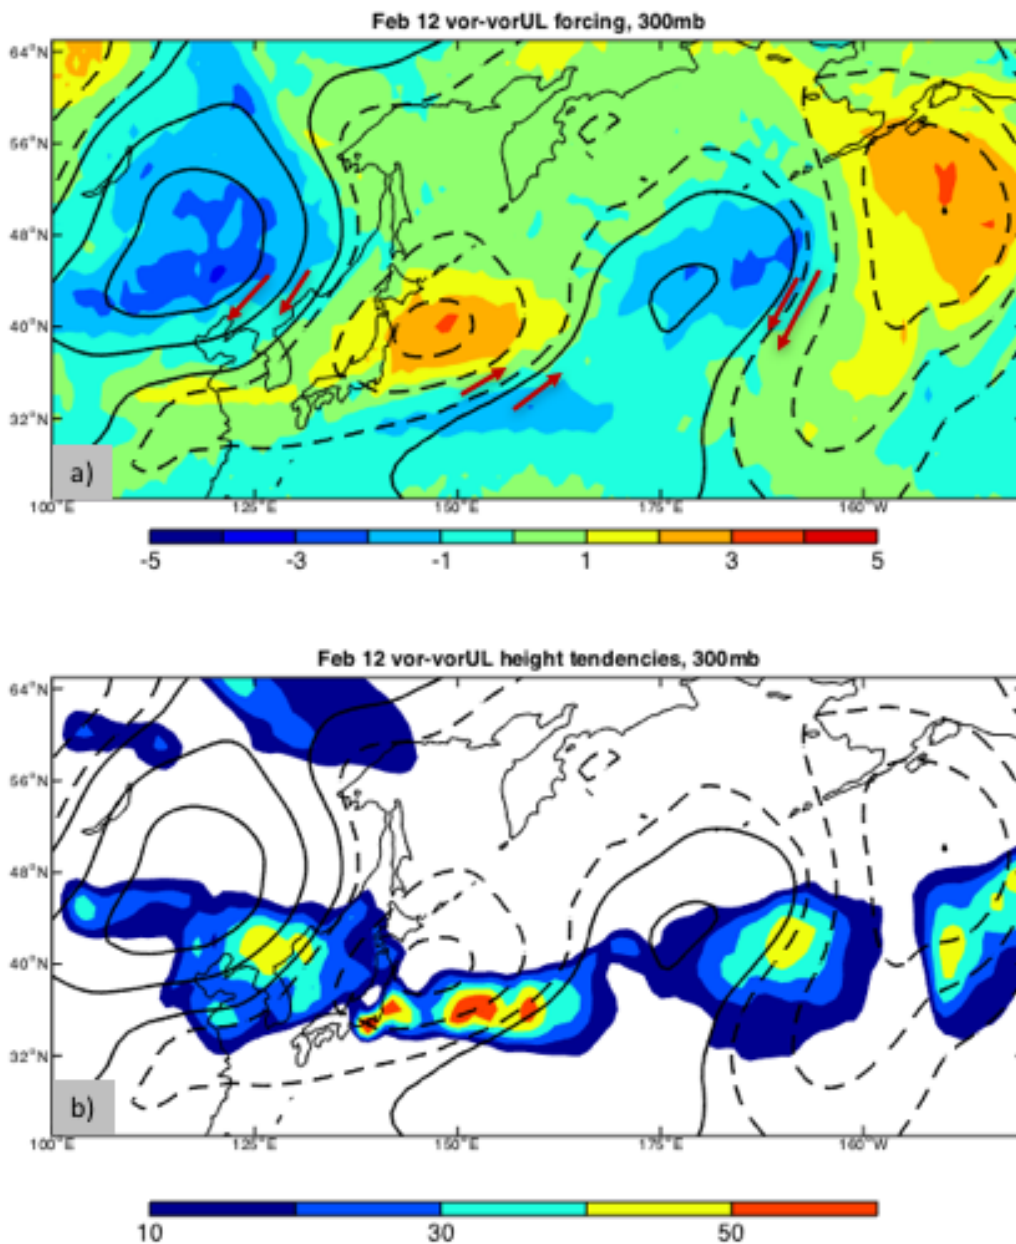 Feb 12 vor-vorUL forcing, 300mb
64°N
56°N
48°N
40°N
32°N
a)
100°E 125°E 150°E 175°E 160°W
-5 -3 -1 1 3 5
Feb 12 vor-vorUL height tendencies, 300mb
64°N
56°N
48°N
40°N
32°N
b)
100°E 125°E 150°E 175°E 160°W
10 30 40 50